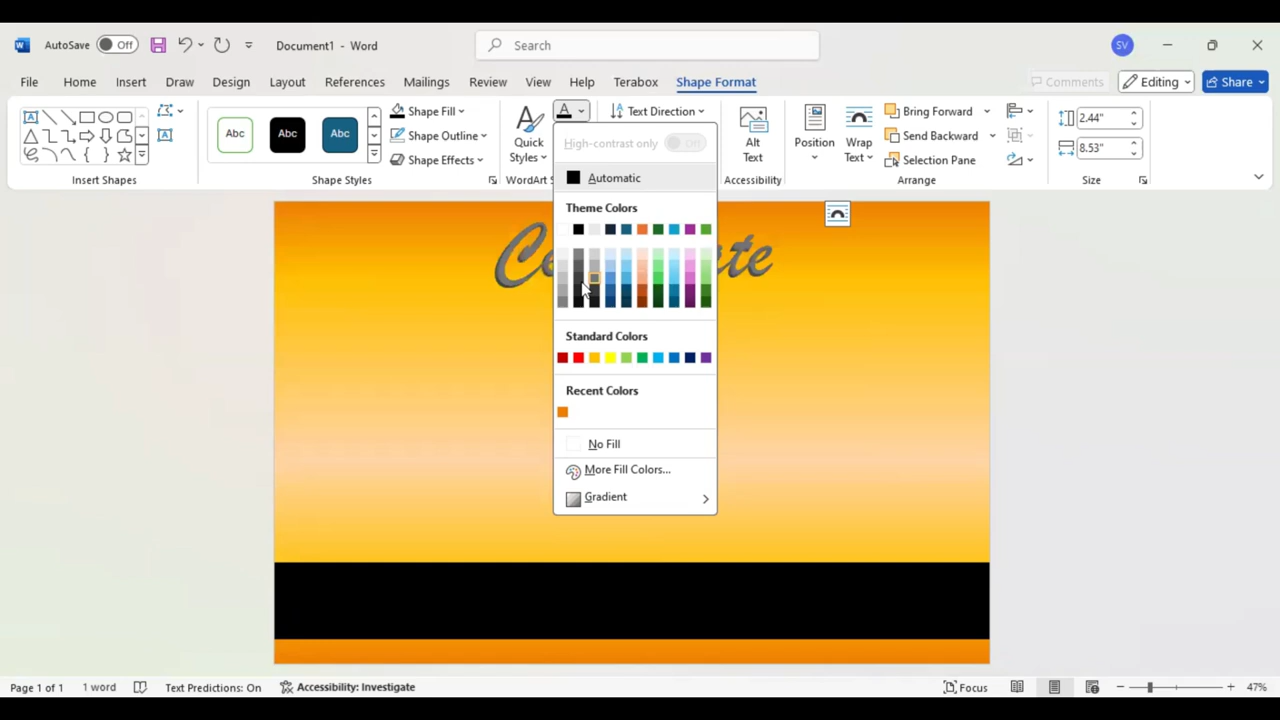 AutoSave Off Document1 - Word Search SV
File Home Insert Draw Design Layout References Mailings Review View Help Terabox Shape Format Comments Editing Share
Abc Abc Abc
Shape Fill
Shape Outline
Shape Effects
Quick
Styles
A
Text Direction
Alt
Text
Position
Wrap
Text
Bring Forward
Send Backward
Selection Pane
2.44"
8.53"
Insert Shapes Shape Styles WordArt S Accessibility Arrange Size
High-contrast only Off
Automatic
Theme Colors
Standard Colors
Recent Colors
No Fill
More Fill Colors...
Gradient
Page 1 of 1 1 word Text Predictions: On Accessibility: Investigate Focus 47%